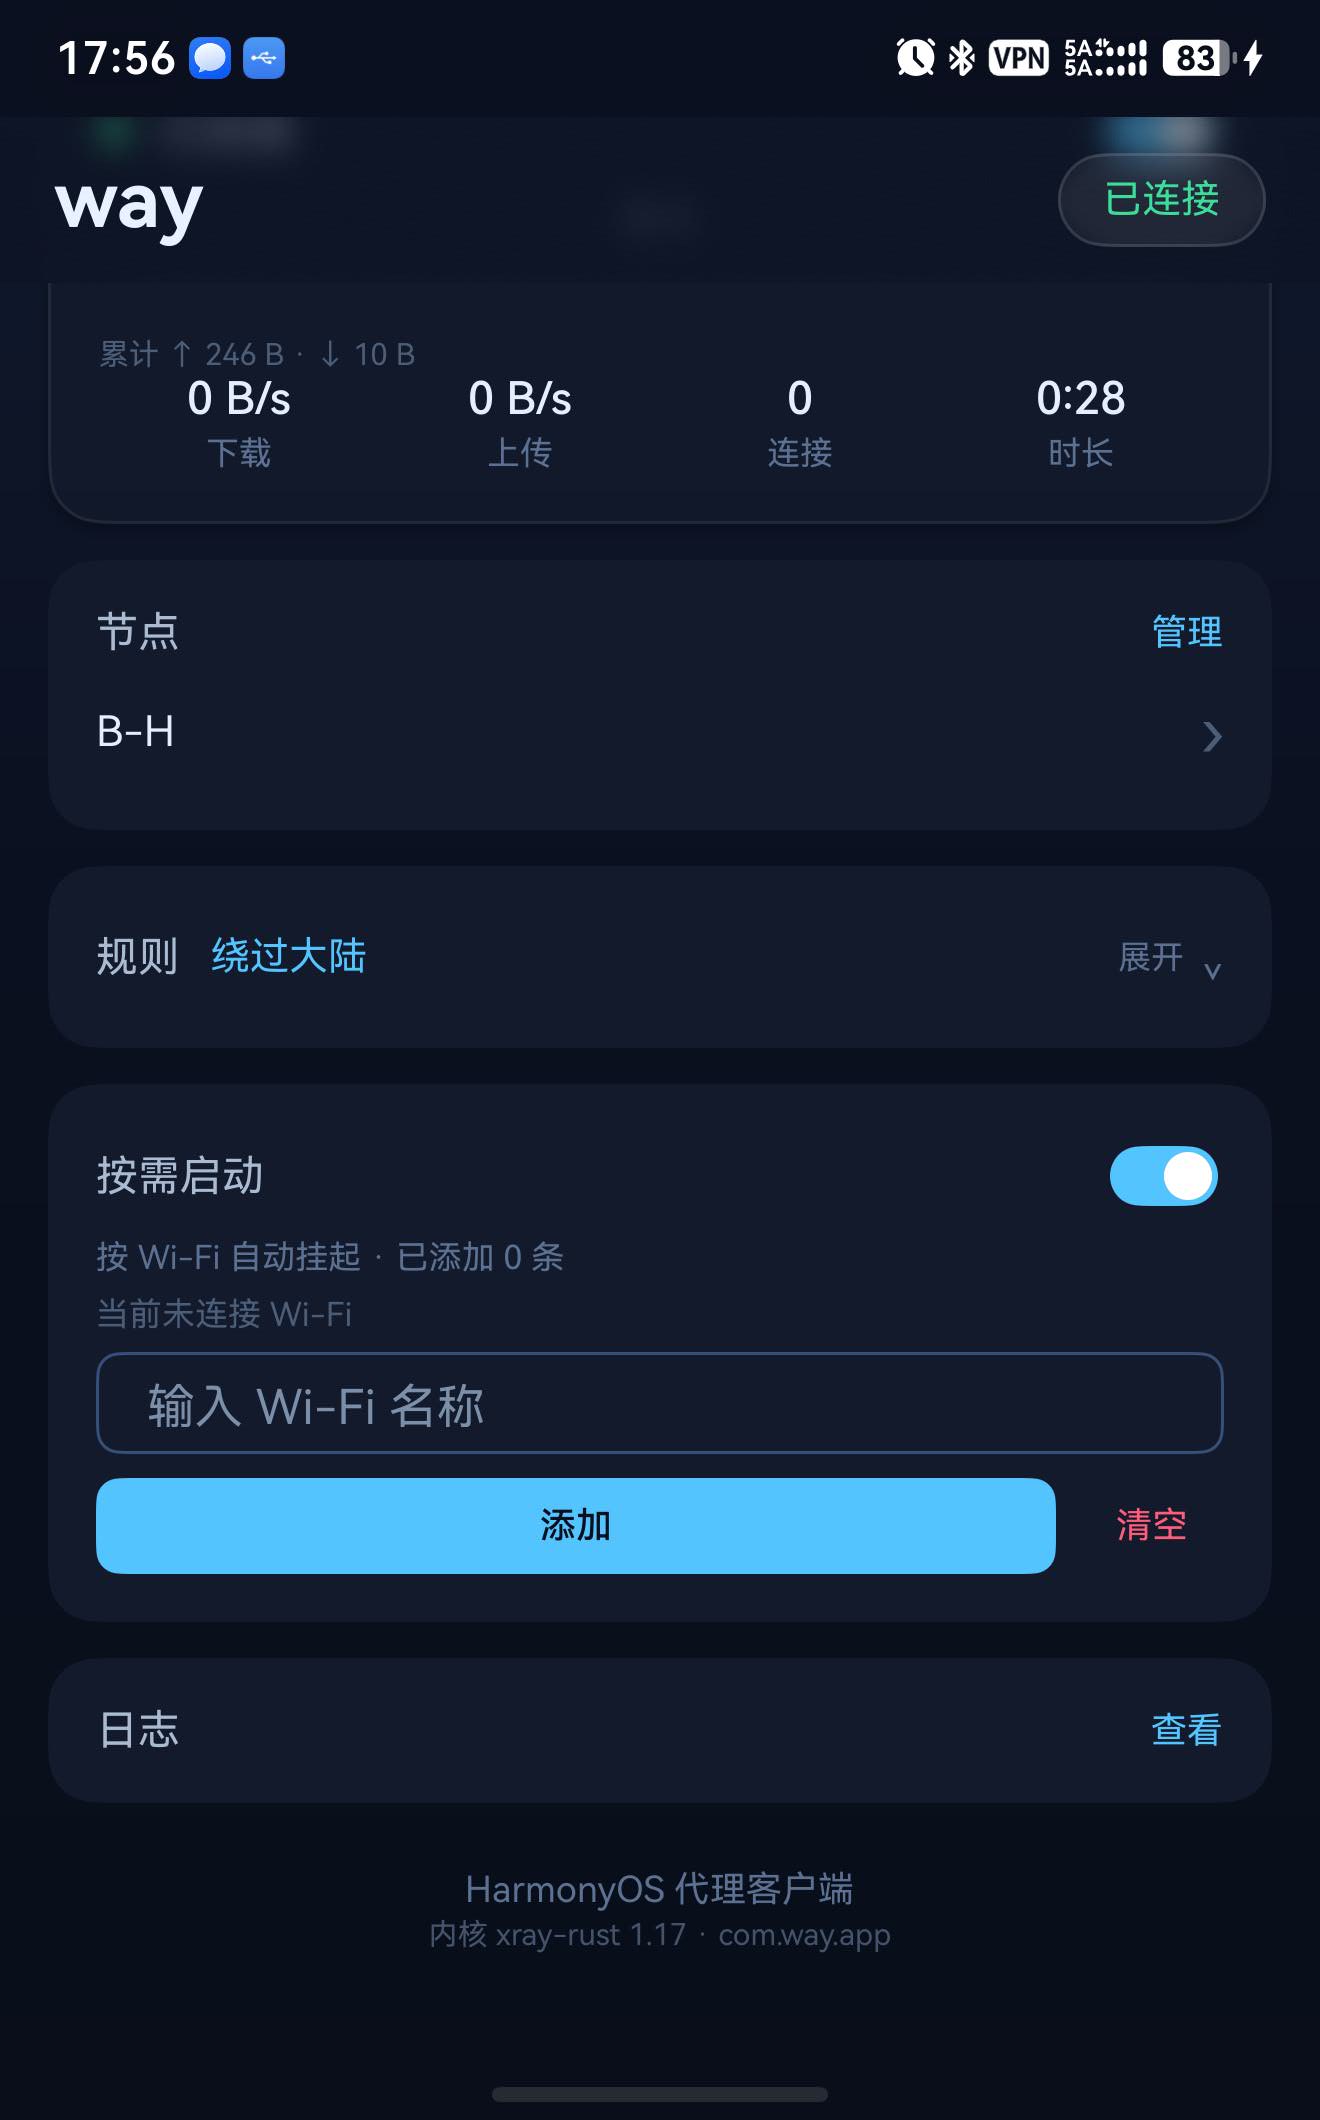 17:56 VPN 5A 5A 83
way 已连接
累计 ↑ 246 B · ↓ 10 B
0 B/s 0 B/s 0 0:28
下载 上传 连接 时长
节点 管理
B-H
规则 绕过大陆 展开
按需启动
按 Wi-Fi 自动挂起 · 已添加 0 条
当前未连接 Wi-Fi
输入 Wi-Fi 名称
添加 清空
日志 查看
HarmonyOS 代理客户端
内核 xray-rust 1.17 · com.way.app